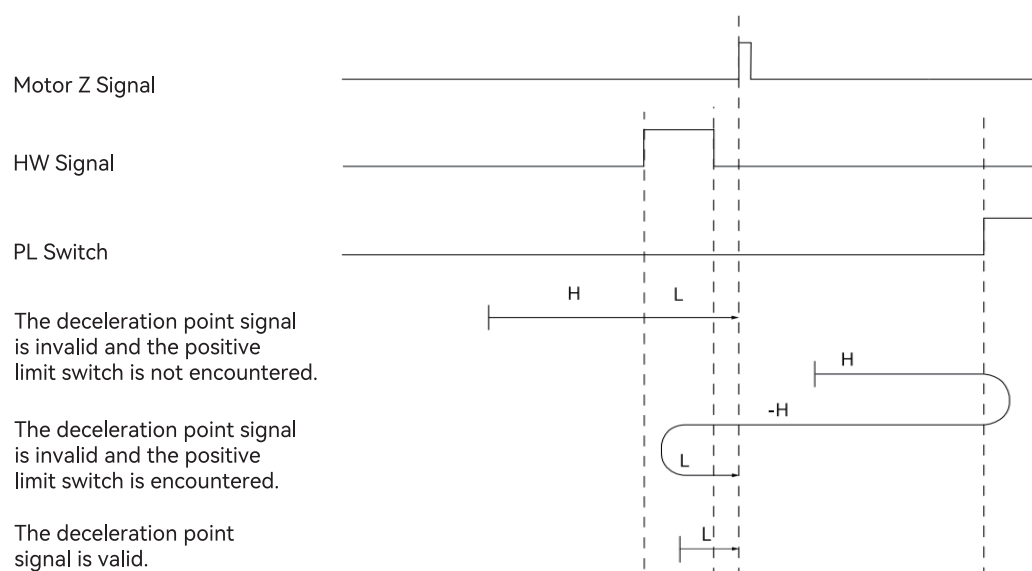 Motor Z Signal
HW Signal
PL Switch
H L
The deceleration point signal
is invalid and the positive
limit switch is not encountered.
H
-H
The deceleration point signal
is invalid and the positive
limit switch is encountered.
L
The deceleration point
signal is valid.
L